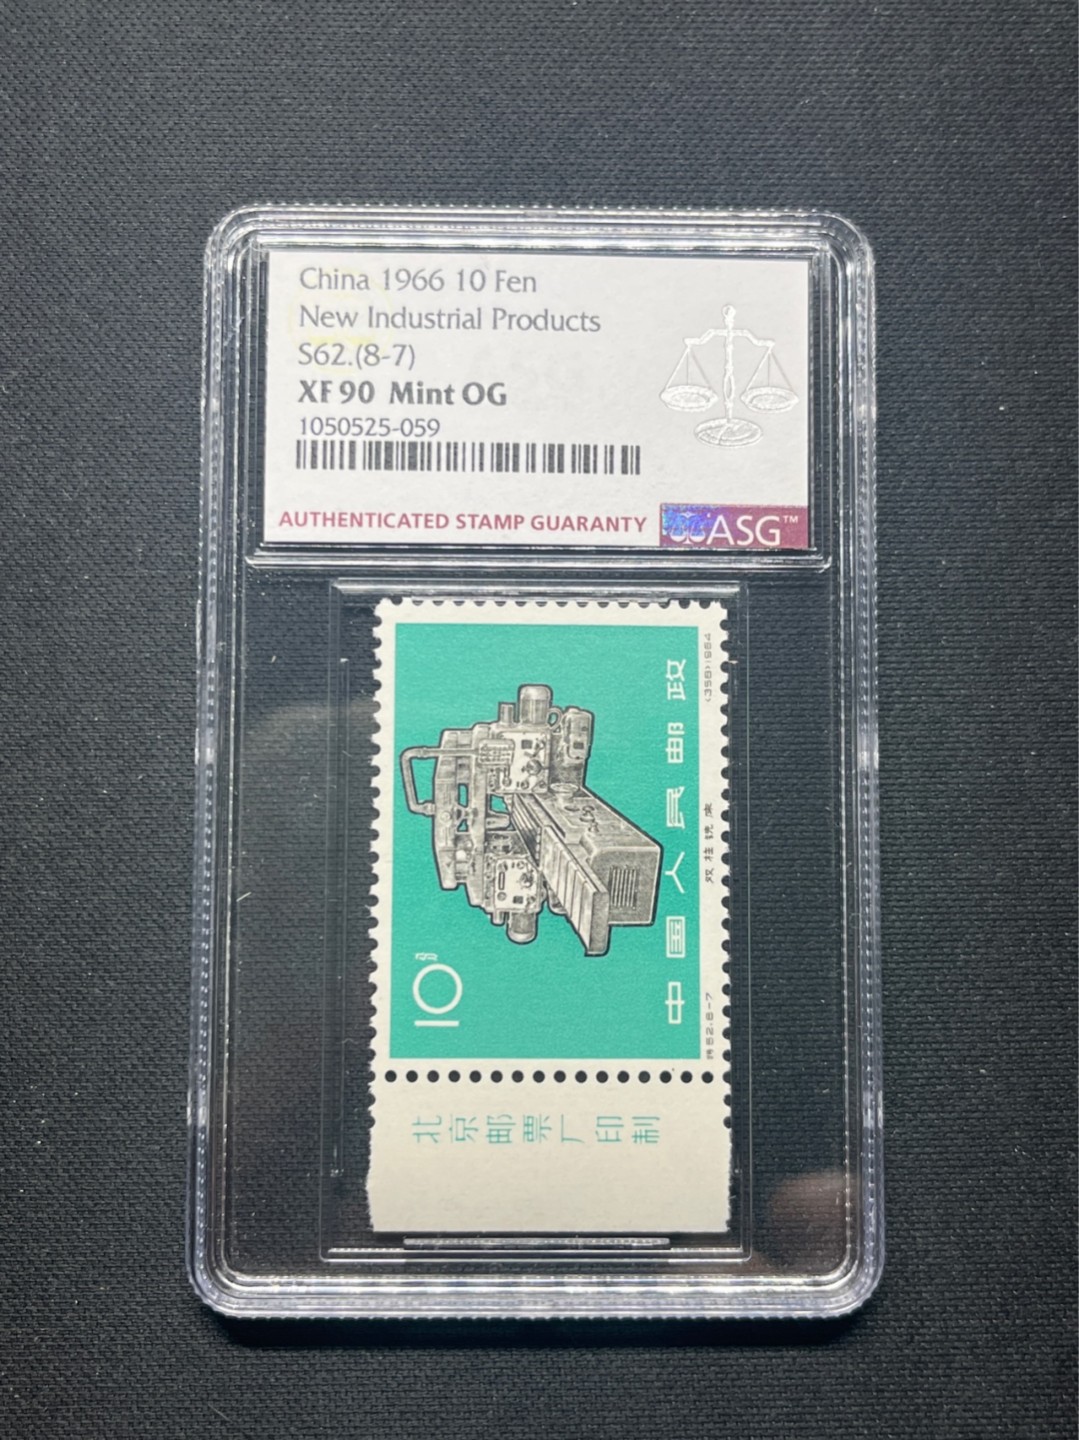 China 1966 10 Fen
New Industrial Products
S62.(8-7)
XF 90 Mint OG
1050525-059
AUTHENTICATED STAMP GUARANTY
ASG™
10分
中国人民邮政
特62.8-7
双柱铣床
(358)1964
北京邮票厂印制